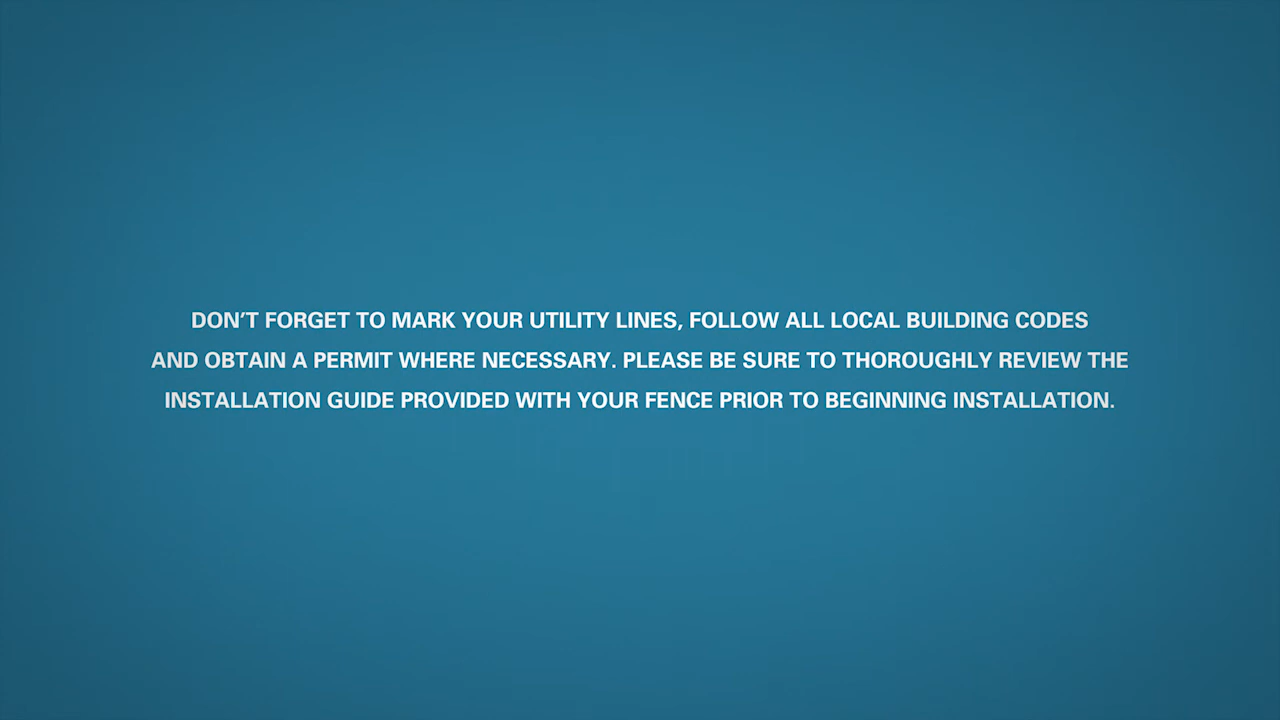 DON'T FORGET TO MARK YOUR UTILITY LINES, FOLLOW ALL LOCAL BUILDING CODES
AND OBTAIN A PERMIT WHERE NECESSARY. PLEASE BE SURE TO THOROUGHLY REVIEW THE
INSTALLATION GUIDE PROVIDED WITH YOUR FENCE PRIOR TO BEGINNING INSTALLATION.